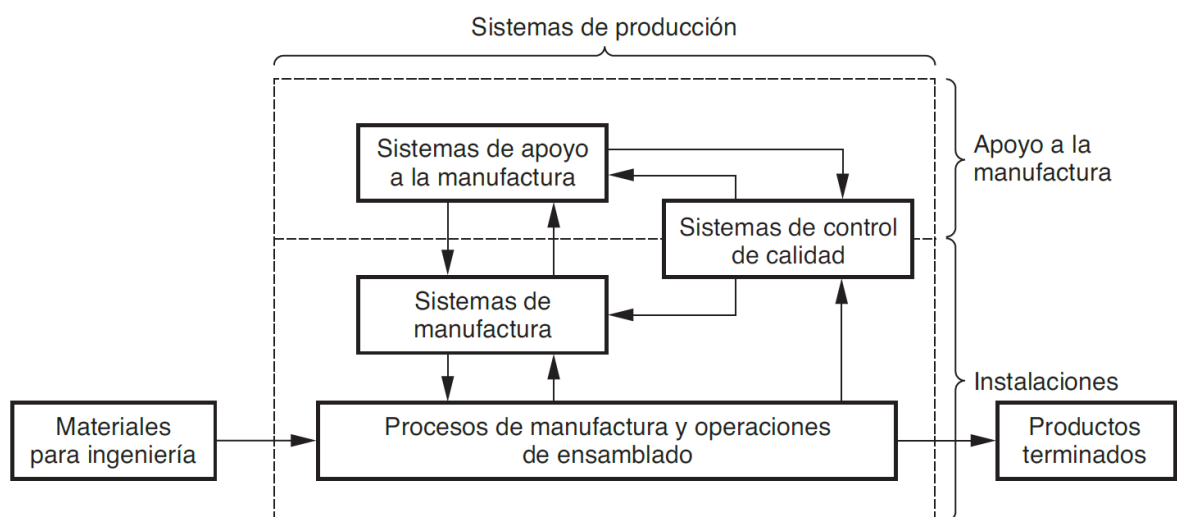 Sistemas de producción
Sistemas de apoyo
a la manufactura
Apoyo a la
manufactura
Sistemas de control
de calidad
Sistemas de
manufactura
Instalaciones
Materiales
para ingeniería
Procesos de manufactura y operaciones
de ensamblado
Productos
terminados